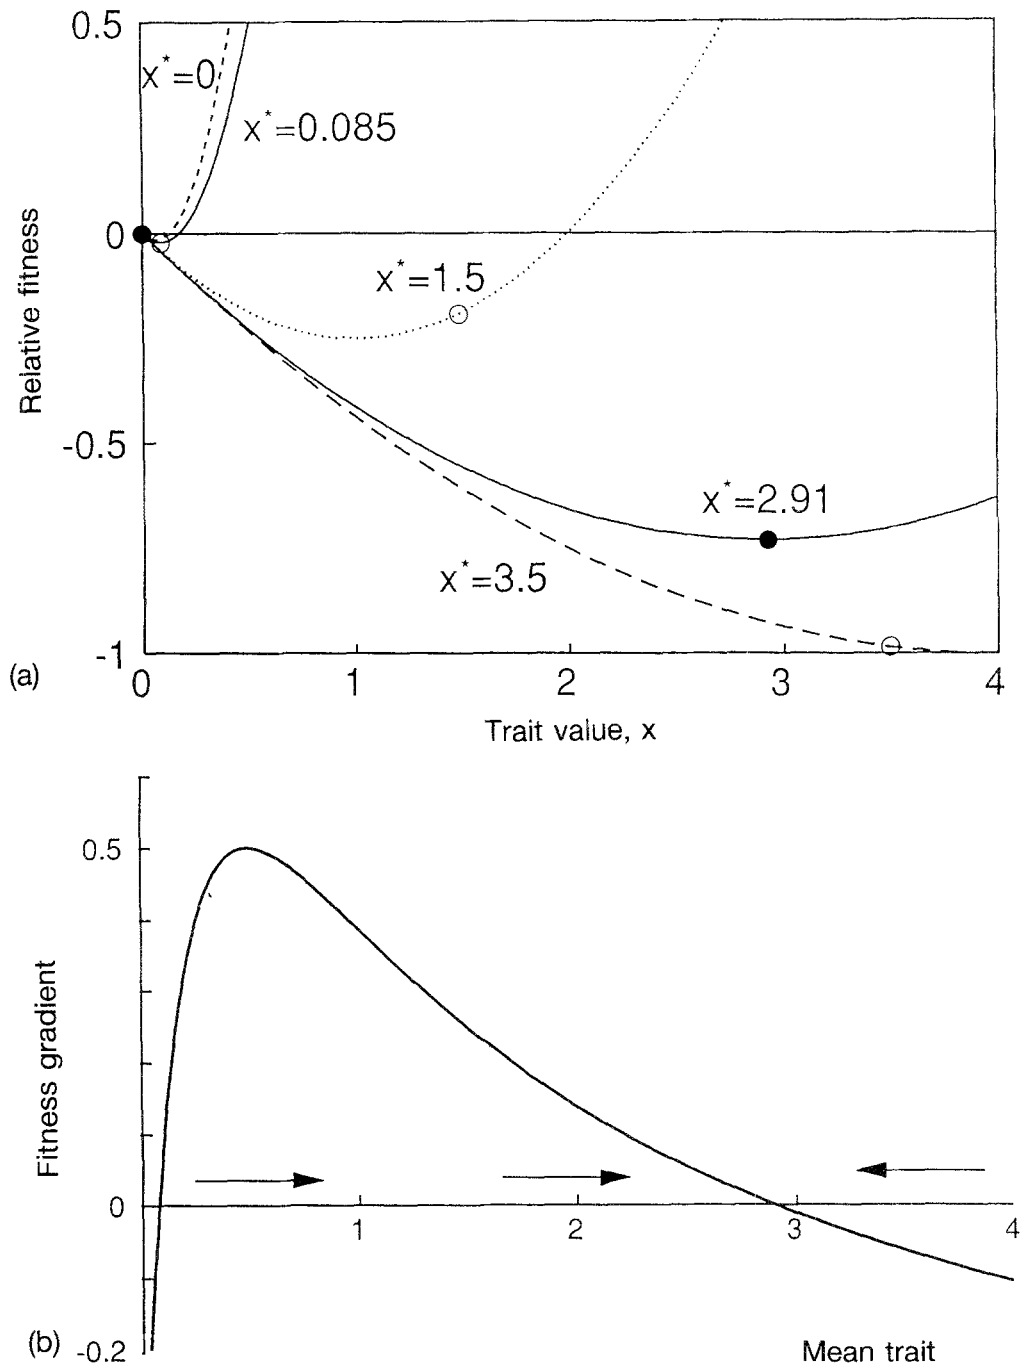 0.5
x*=0
x*=0.085
0
x*=1.5
Relative fitness
-0.5
x*=2.91
x*=3.5
-1
(a)
0 1 2 3 4
Trait value, x
0.5
Fitness gradient
0
1 2 3 4
(b) -0.2
Mean trait